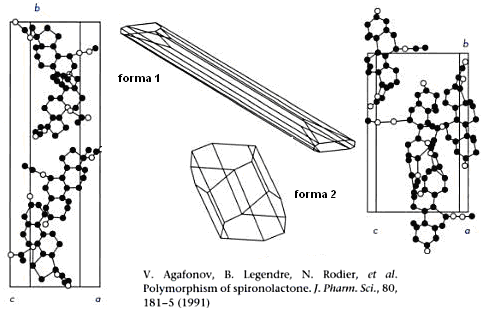 b
c
a
forma 1
forma 2
b
c
a
V. Agafonov, B. Legendre, N. Rodier, et al.
Polymorphism of spironolactone. J. Pharm. Sci., 80,
181–5 (1991)